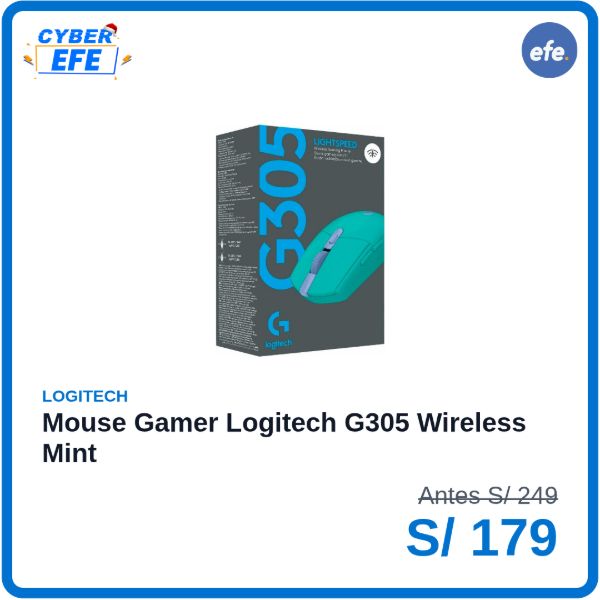 CYBER
EFE
efe.
G305
LIGHTSPEED
logitech
LOGITECH
Mouse Gamer Logitech G305 Wireless
Mint
Antes S/ 249
S/ 179